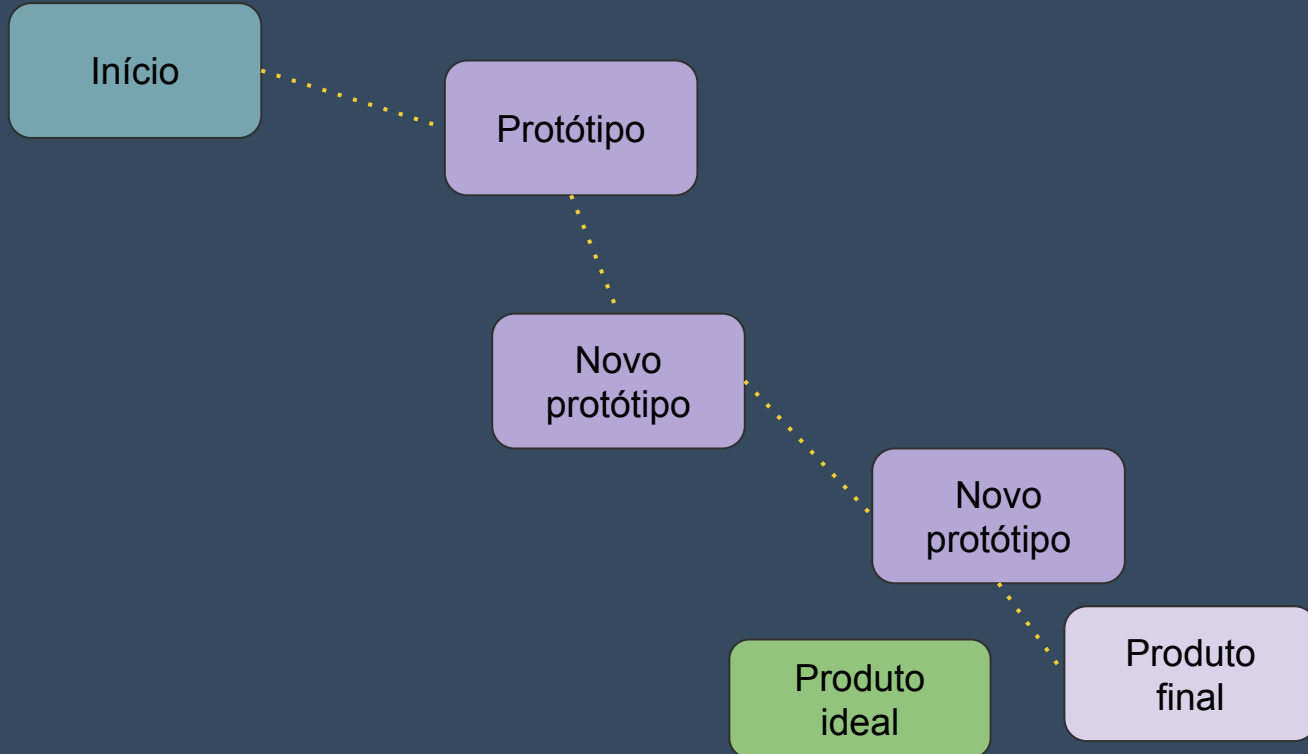 Início
Protótipo
Novo
protótipo
Novo
protótipo
Produto
final
Produto
ideal